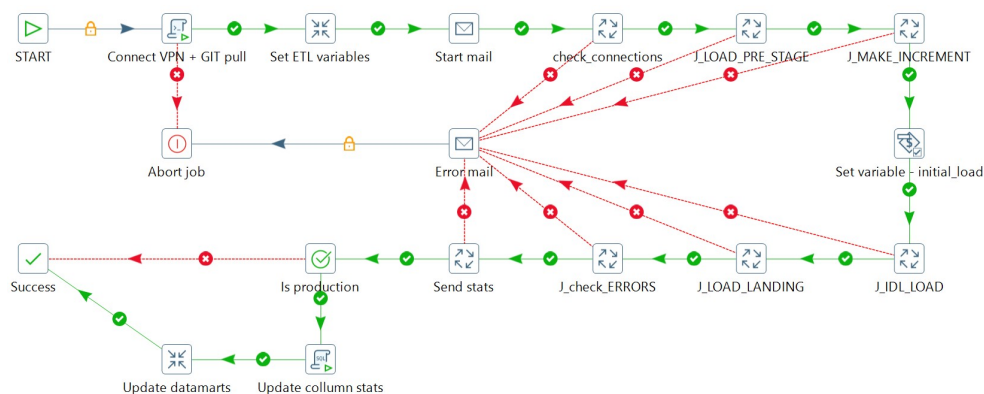 START
Connect VPN + GIT pull
Set ETL variables
Start mail
check_connections
J_LOAD_PRE_STAGE
J_MAKE_INCREMENT
Abort job
Error mail
Set variable - initial_load
Success
Is production
Send stats
J_check_ERRORS
J_LOAD_LANDING
J_IDL_LOAD
SQL
Update datamarts
Update collumn stats